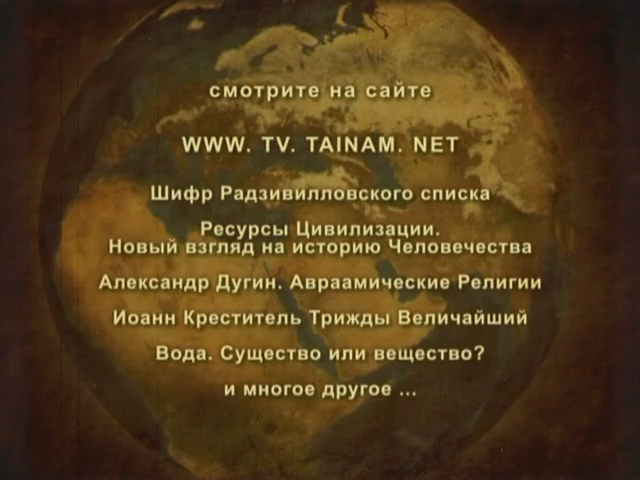 смотрите на сайте
WWW. TV. TAINAM. NET
Шифр Радзивилловского списка
Ресурсы Цивилизации.
Новый взгляд на историю Человечества
Александр Дугин. Авраамические Религии
Иоанн Креститель Трижды Величайший
Вода. Существо или вещество?
и многое другое ...